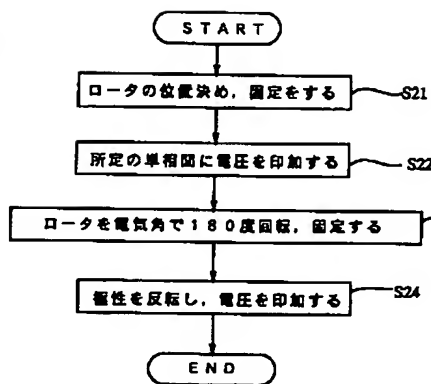 START
ロータの位置決め,固定をする
S21
所定の単相間に電圧を印加する
S22
ロータを電気角で180度回転,固定する
極性を反転し,電圧を印加する
S24
END